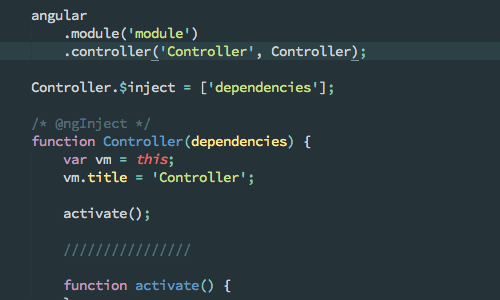 angular
.module('module')
.controller('Controller', Controller);
Controller.$inject = ['dependencies'];
/* @ngInject */
function Controller(dependencies) {
var vm = this;
vm.title = 'Controller';
activate();
////////////////
function activate() {
}